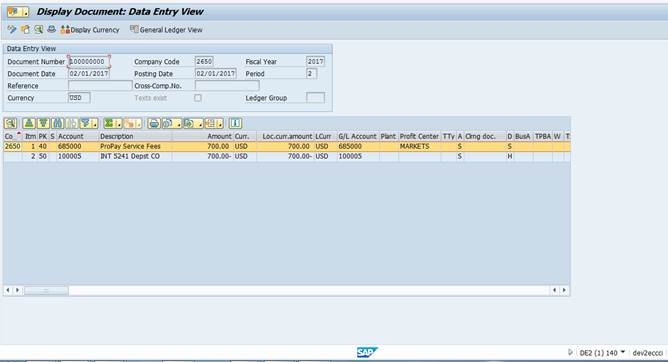 Display Document: Data Entry View
Display Currency General Ledger View
Data Entry View
Document Number 100000000 Company Code 2650 Fiscal Year 2017
Document Date 02/01/2017 Posting Date 02/01/2017 Period 2
Reference Cross-Comp.No.
Currency USD Texts exist Ledger Group
Co Itm PK S Account Description Amount Curr. Loc.curr.amount LCurr G/L Account Plant Profit Center TTy A Clrng doc. D BusA TPBA W T
2650 1 40 685000 ProPay Service Fees 700.00 USD 700.00 USD 685000 MARKETS S S
2 50 100005 INT 5241 Depst CO 700.00- USD 700.00- USD 100005 S H
SAP
DE2 (1) 140 dev2eccci